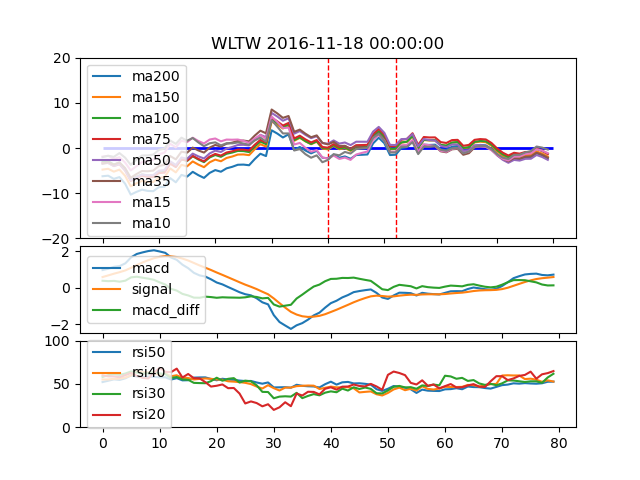 WLTW 2016-11-18 00:00:00
20
10
0
−10
−20
ma200
ma150
ma100
ma75
ma50
ma35
ma15
ma10
2
0
−2
macd
signal
macd_diff
100
50
0
rsi50
rsi40
rsi30
rsi20
0 10 20 30 40 50 60 70 80